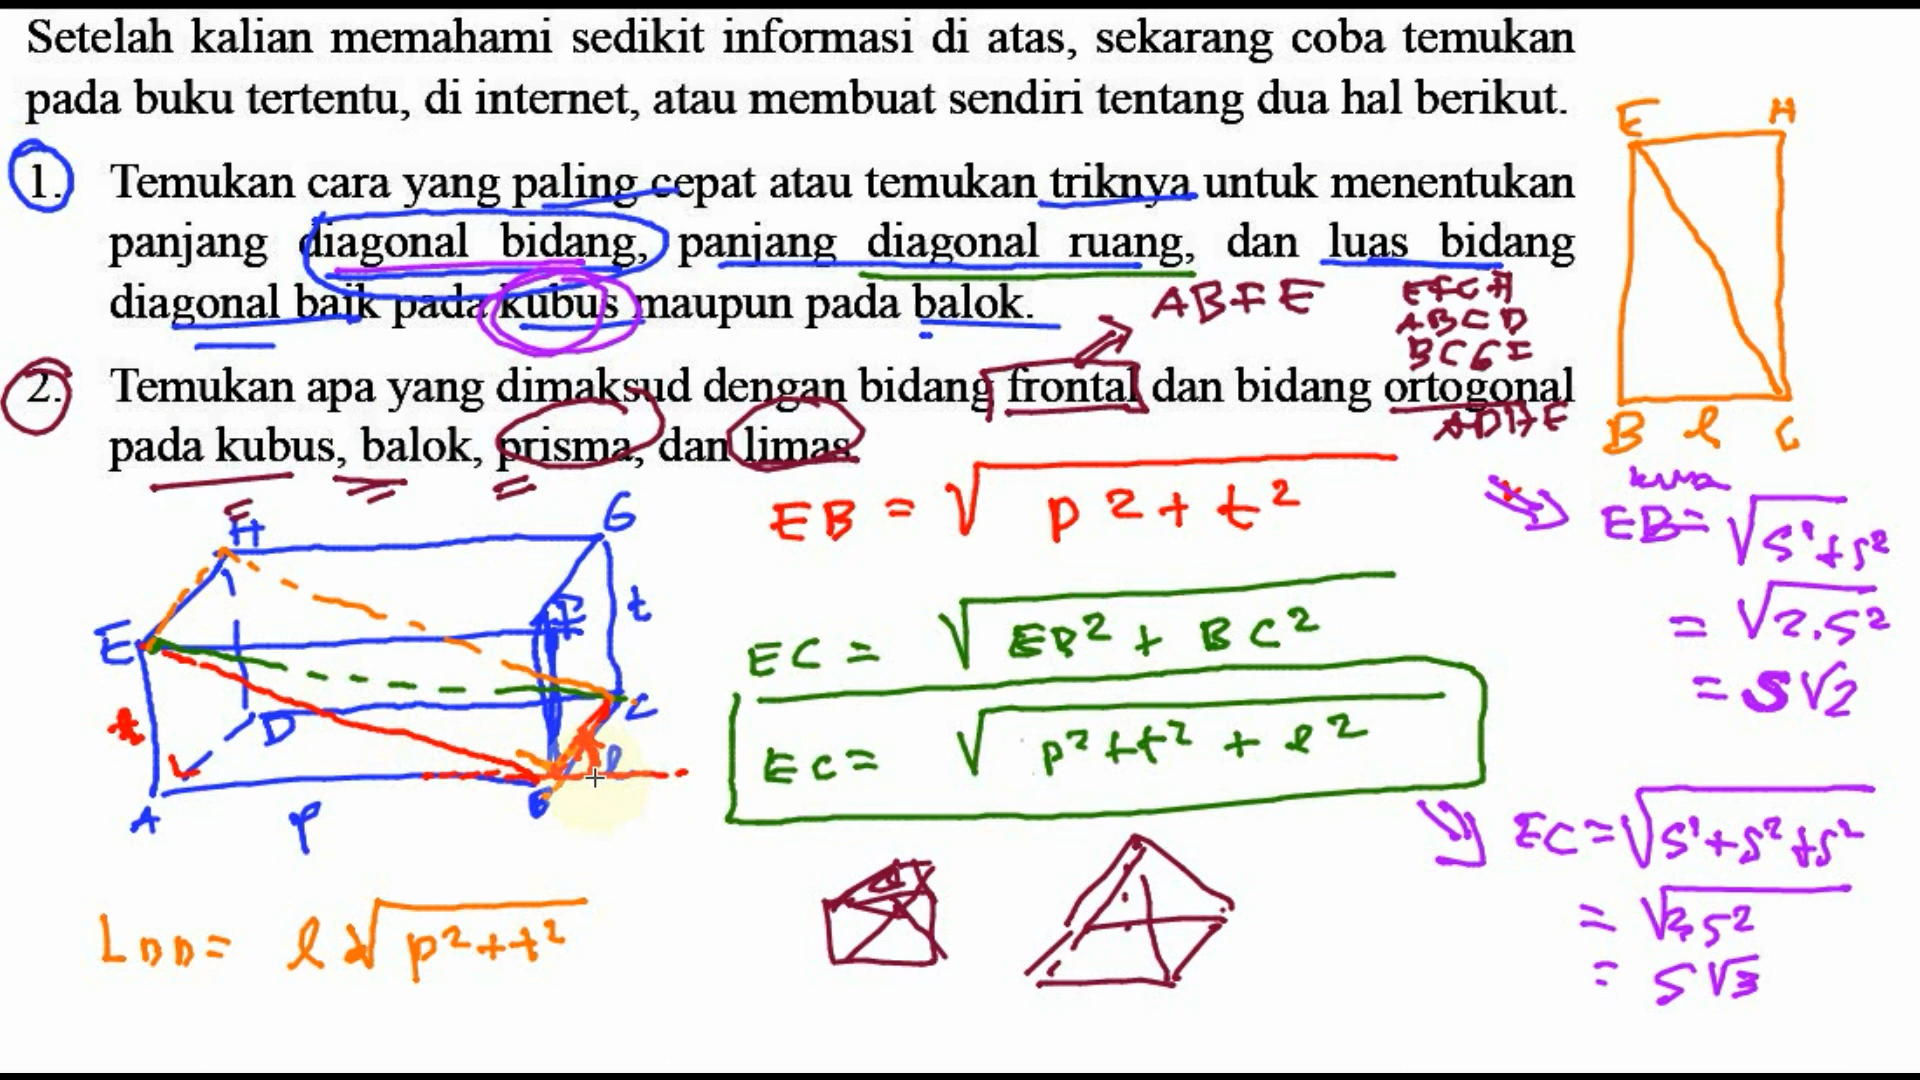 Setelah kalian memahami sedikit informasi di atas, sekarang coba temukan
pada buku tertentu, di internet, atau membuat sendiri tentang dua hal berikut.
1. Temukan cara yang paling cepat atau temukan triknya untuk menentukan
panjang diagonal bidang, panjang diagonal ruang, dan luas bidang
diagonal baik pada kubus maupun pada balok.
2. Temukan apa yang dimaksud dengan bidang frontal dan bidang ortogonal
pada kubus, balok, prisma, dan limas.
ABFE
ABCD
E H
B l C
EB = √p2 + t²
EB = √s²+s²
= √2.s²
= s√2
H G
E F t
t D C
A p B l
EC = √EB² + BC²
EC = √p²+t² + l²
EC = √s²+s²+s²
= √3s²
= s√3
LBD = l√p²+t²